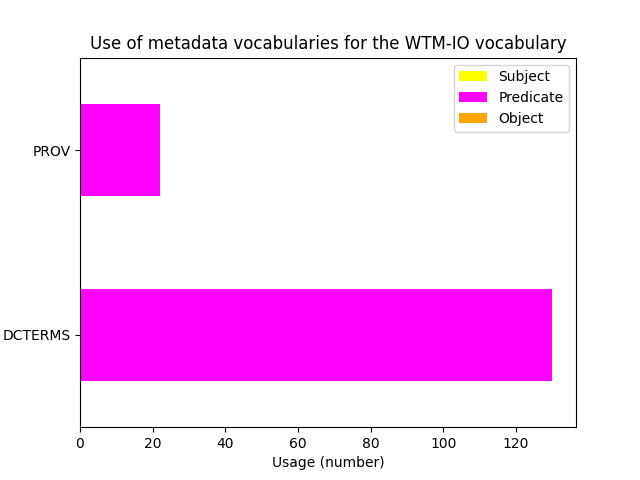 Use of metadata vocabularies for the WTM-IO vocabulary
Subject
Predicate
Object
PROV
DCTERMS
0 20 40 60 80 100 120
Usage (number)